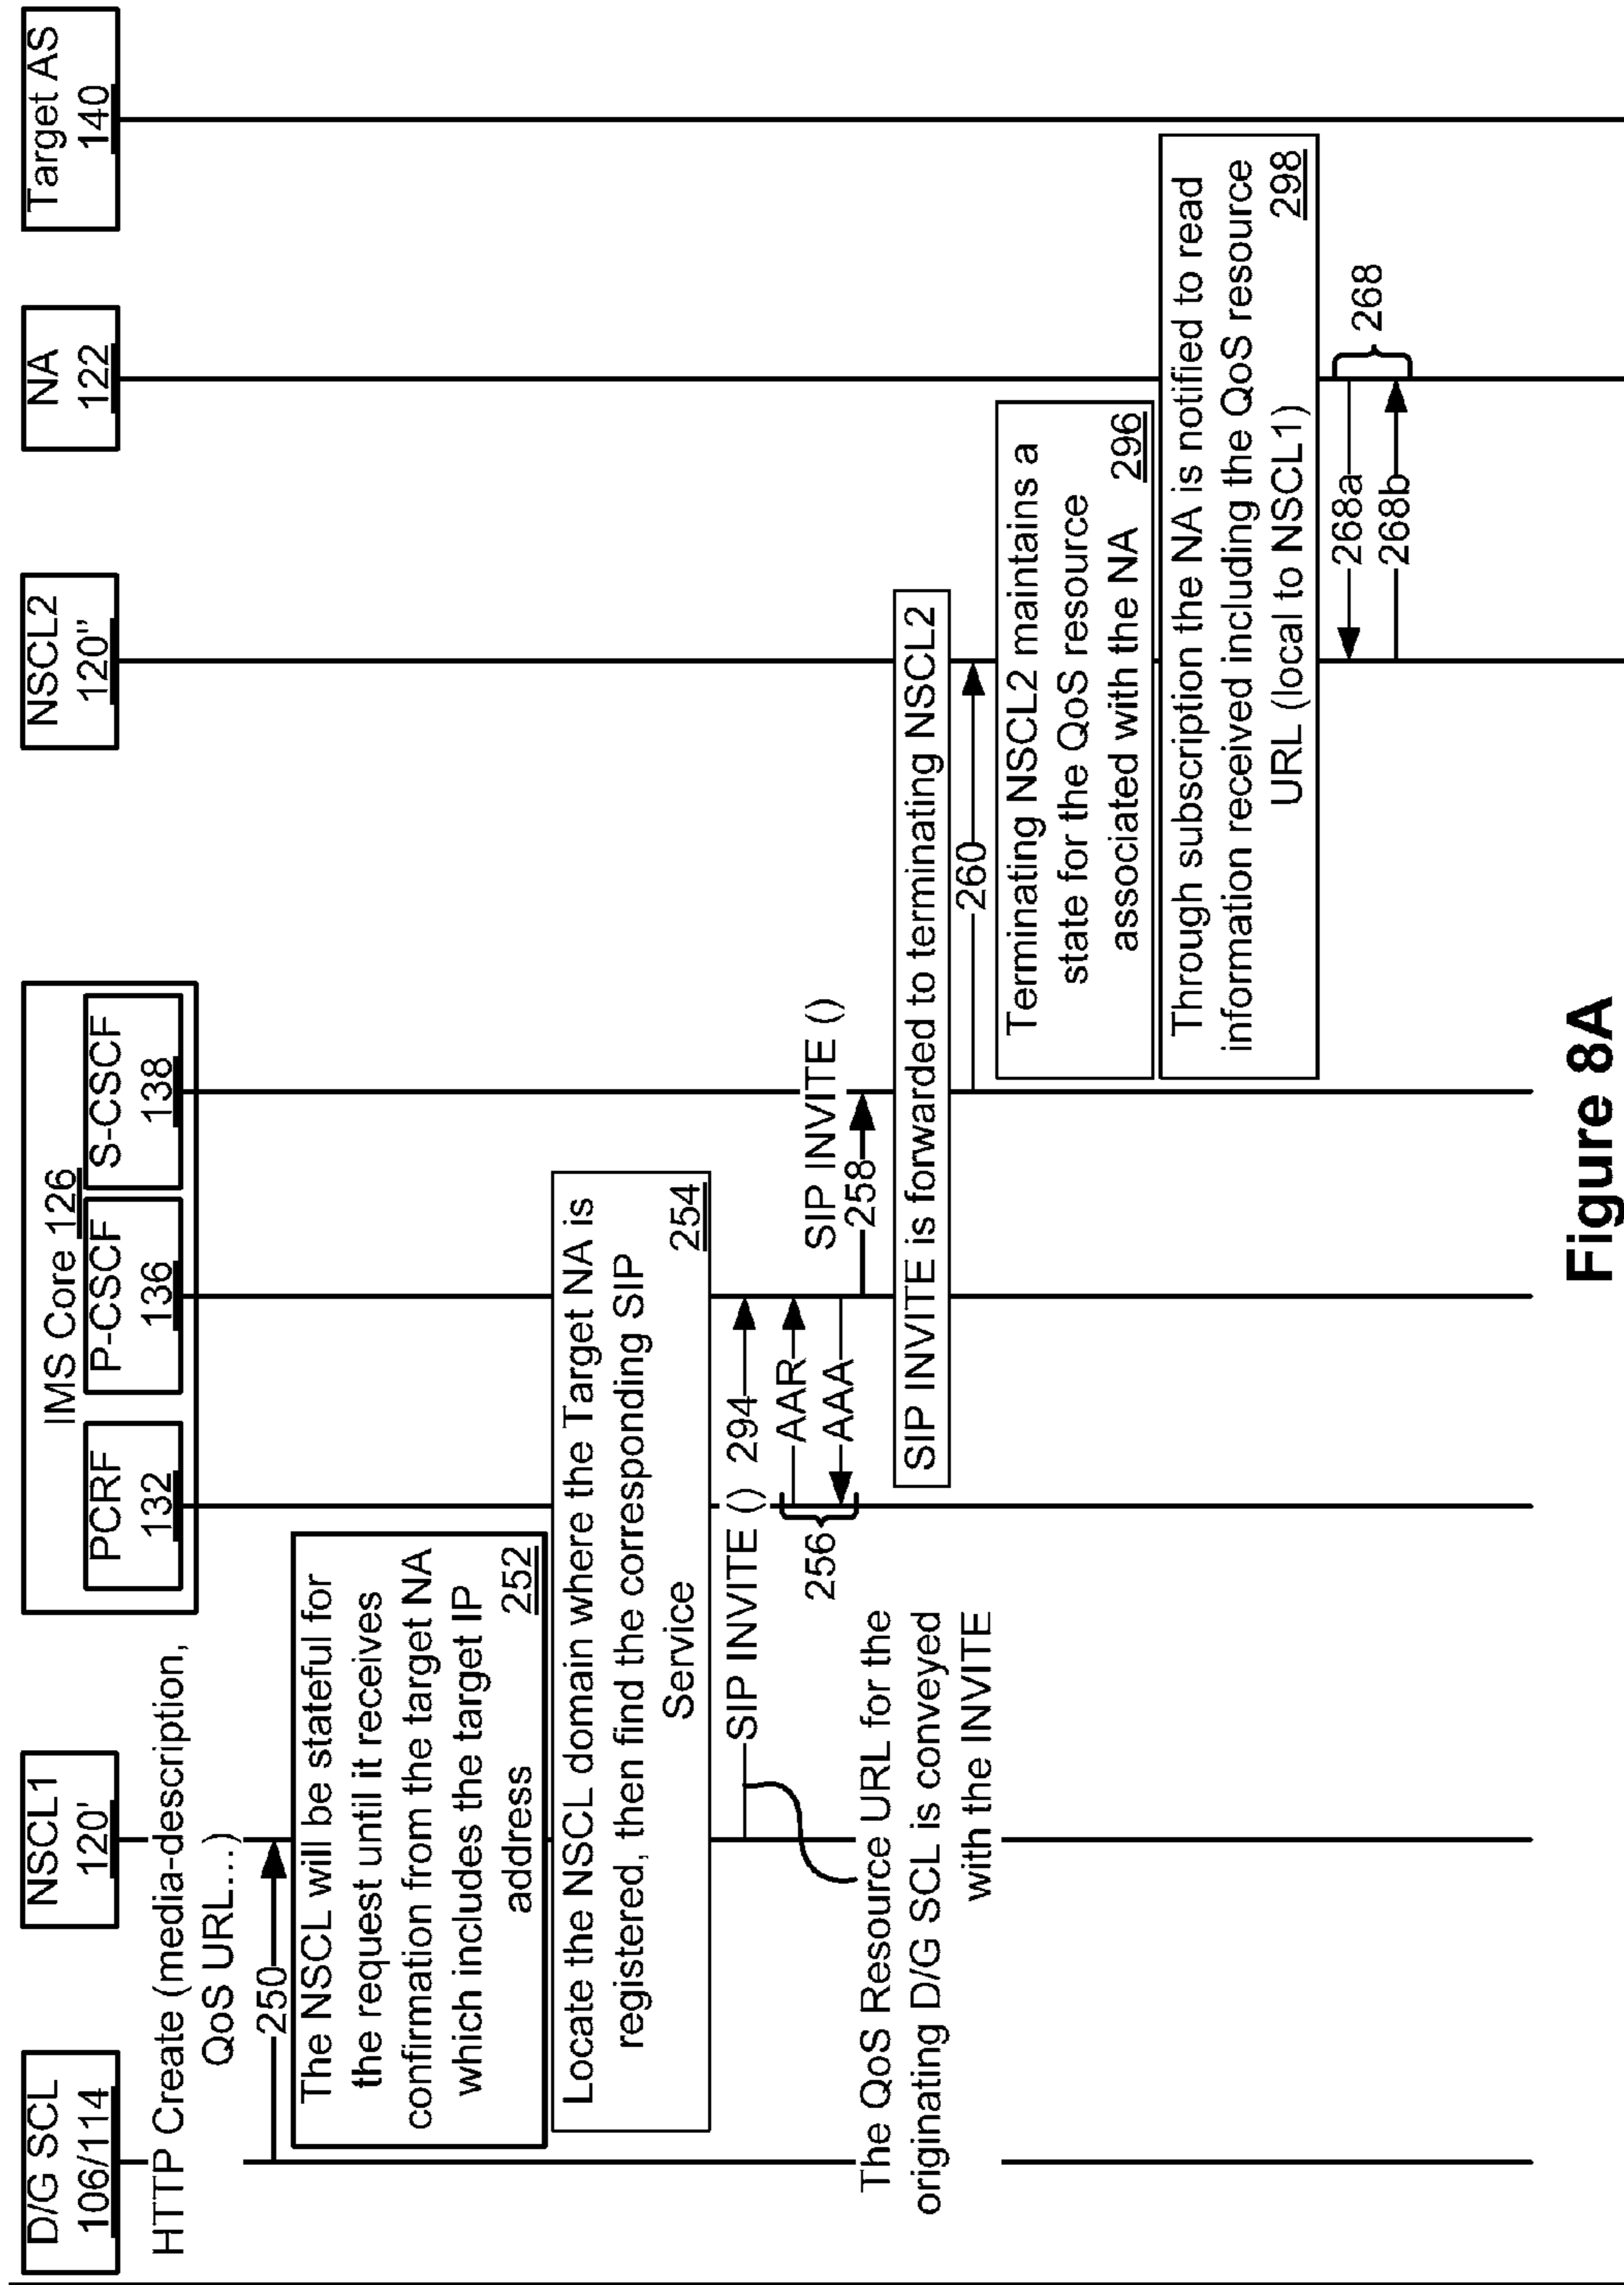 D/G SCL
106/114
NSCL1
120'
IMS Core 126
PCRF
132
P-CSCF
136
S-CSCF
138
NSCL2
120"
NA
122
Target AS
140
HTTP Create (media-description,
QoS URL...)
250
The NSCL will be stateful for
the request until it receives
confirmation from the target NA
which includes the target IP
address
252
Locate the NSCL domain where the Target NA is
registered, then find the corresponding SIP
Service
254
SIP INVITE () 294
AAR
AAA
256
The QoS Resource URL for the
originating D/G SCL is conveyed
with the INVITE
SIP INVITE ()
258
SIP INVITE is forwarded to terminating NSCL2
260
Terminating NSCL2 maintains a
state for the QoS resource
associated with the NA 296
Through subscription the NA is notified to read
information received including the QoS resource
URL (local to NSCL1)
298
268a
268b
268
Figure 8A